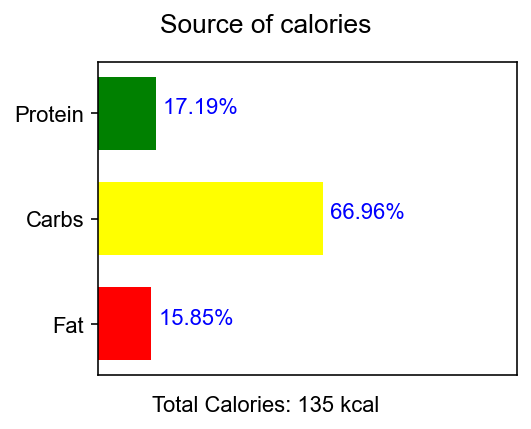 Source of calories
Protein
17.19%
Carbs
66.96%
Fat
15.85%
Total Calories: 135 kcal